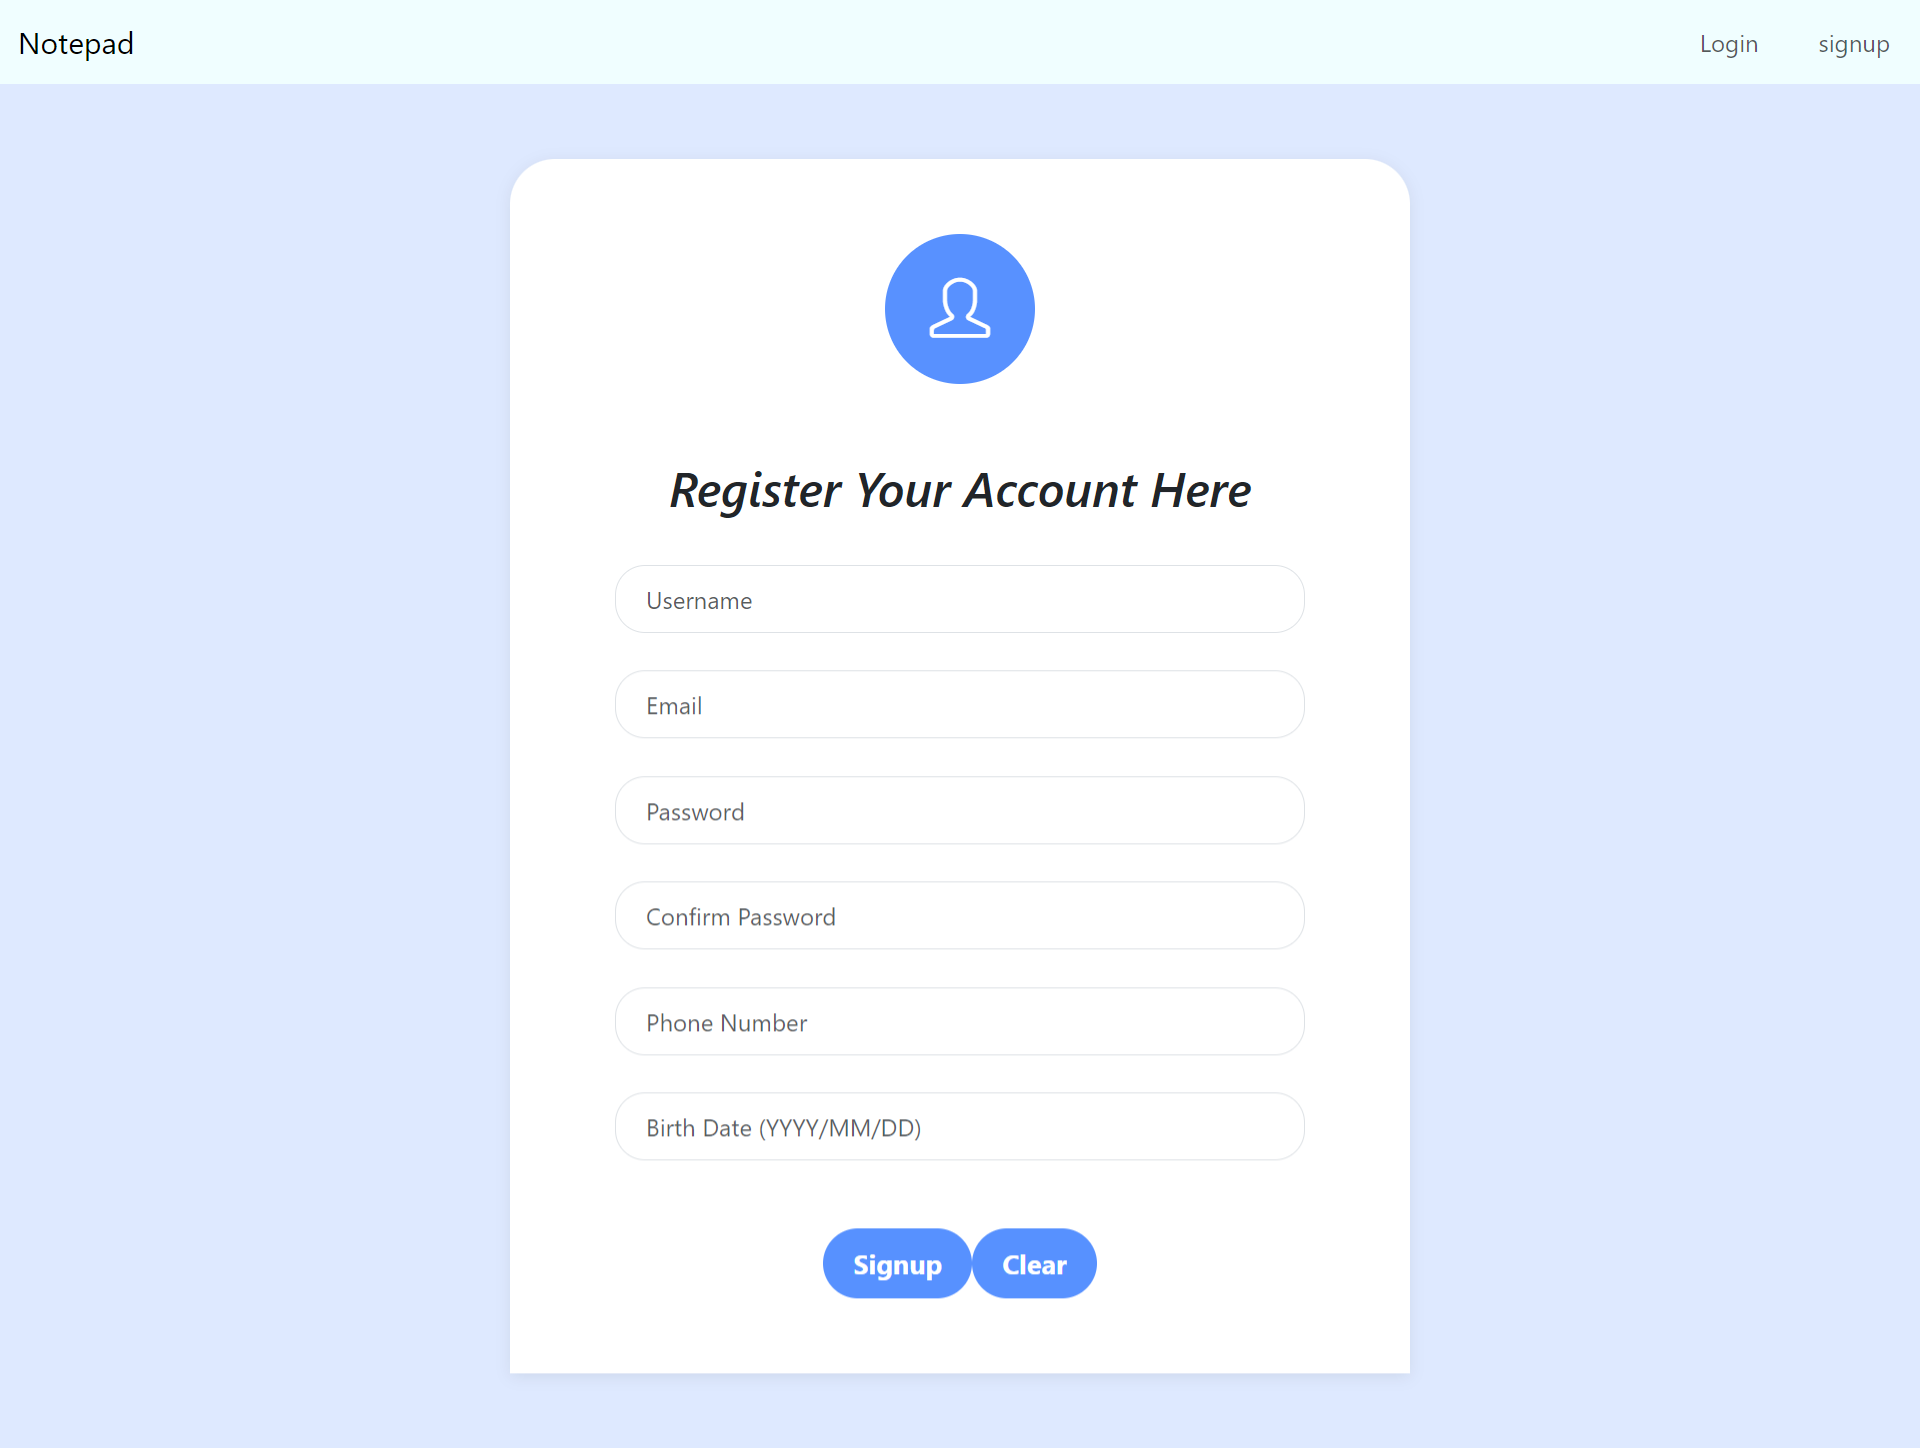 Notepad
Login
signup
Register Your Account Here
Username
Email
Password
Confirm Password
Phone Number
Birth Date (YYYY/MM/DD)
Signup
Clear